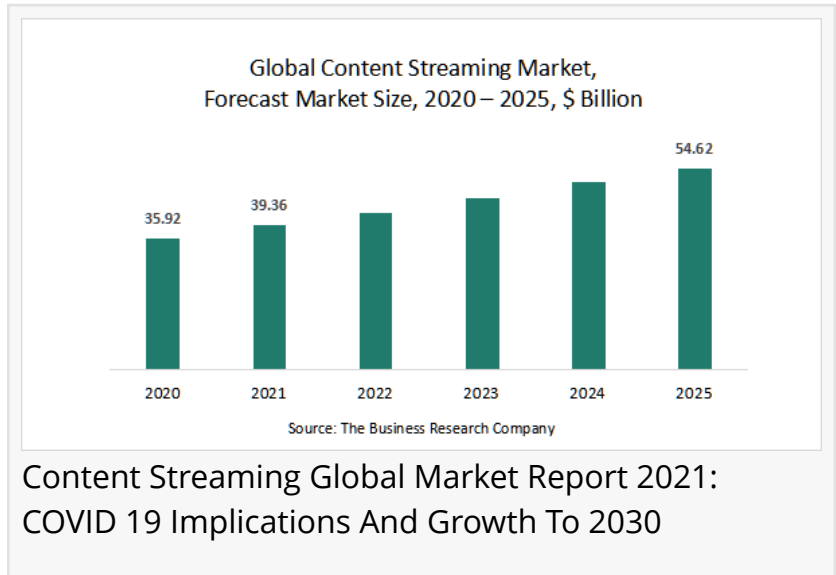 Global Content Streaming Market,
Forecast Market Size, 2020 – 2025, $ Billion
54.62
39.36
35.92
2020 2021 2022 2023 2024 2025
Source: The Business Research Company
Content Streaming Global Market Report 2021:
COVID 19 Implications And Growth To 2030